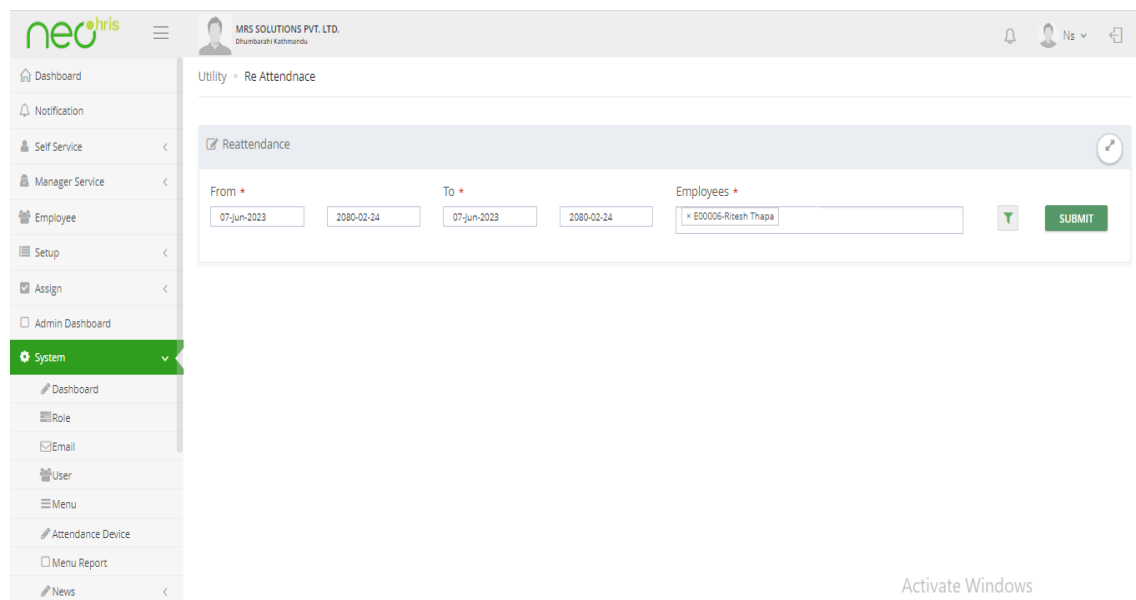 neohris
MRS SOLUTIONS PVT. LTD.
Dhumbarahi Kathmandu
Ns
Dashboard
Notification
Self Service
Manager Service
Employee
Setup
Assign
Admin Dashboard
System
Dashboard
Role
Email
User
Menu
Attendance Device
Menu Report
News
Utility Re Attendnace
Reattendance
From * To * Employees *
07-Jun-2023 2080-02-24 07-Jun-2023 2080-02-24 × E00006-Ritesh Thapa SUBMIT
Activate Windows